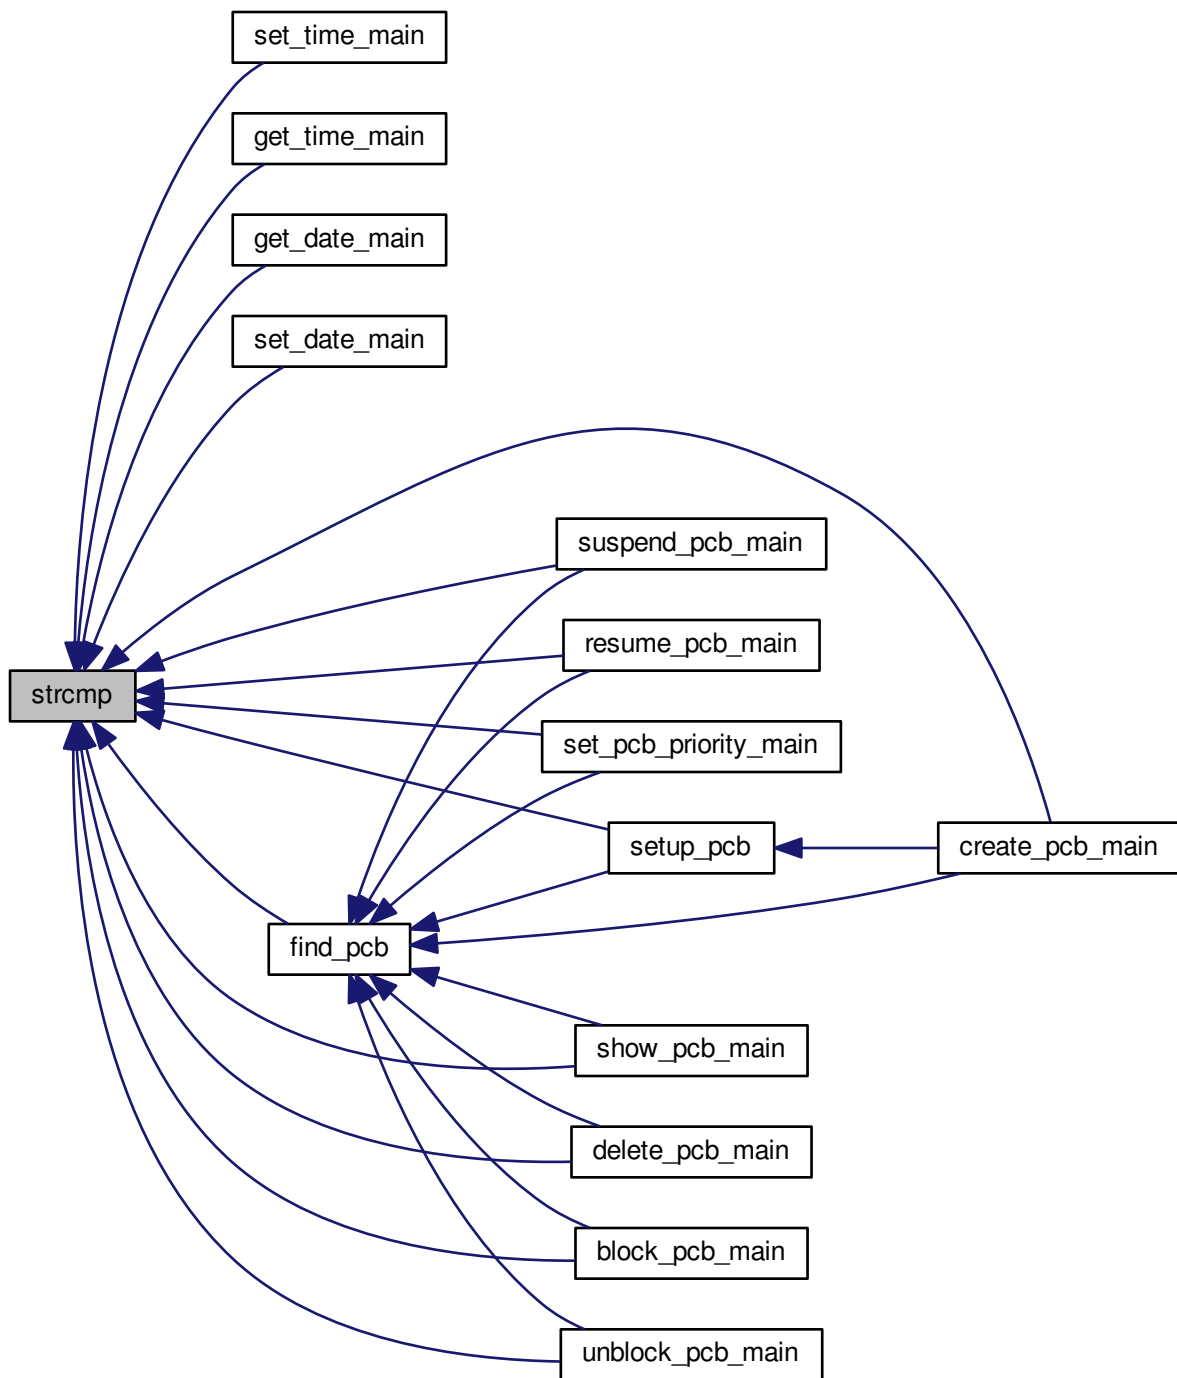 set_time_main
get_time_main
get_date_main
set_date_main
suspend_pcb_main
resume_pcb_main
strcmp
set_pcb_priority_main
setup_pcb
create_pcb_main
find_pcb
show_pcb_main
delete_pcb_main
block_pcb_main
unblock_pcb_main